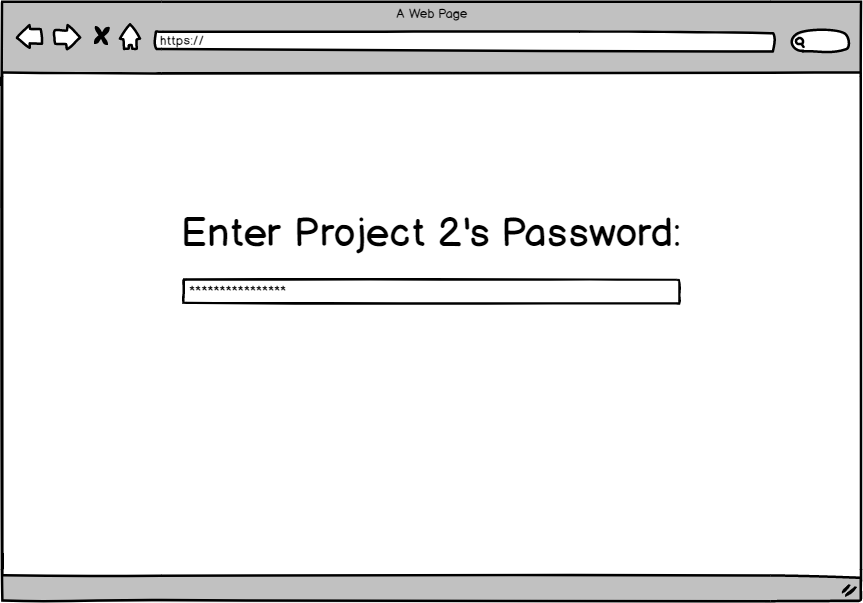 A Web Page
https://
Enter Project 2's Password:
****************